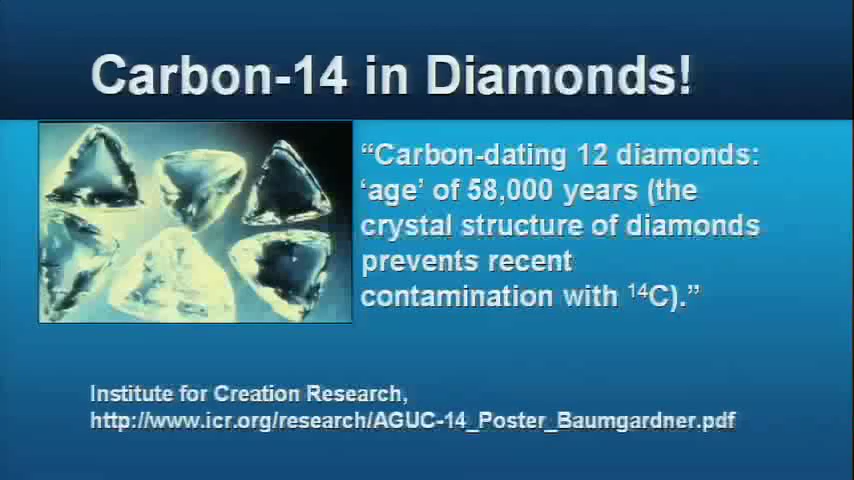 Carbon-14 in Diamonds!
“Carbon-dating 12 diamonds:
‘age’ of 58,000 years (the
crystal structure of diamonds
prevents recent
contamination with ¹⁴C).”
Institute for Creation Research,
http://www.icr.org/research/AGUC-14_Poster_Baumgardner.pdf